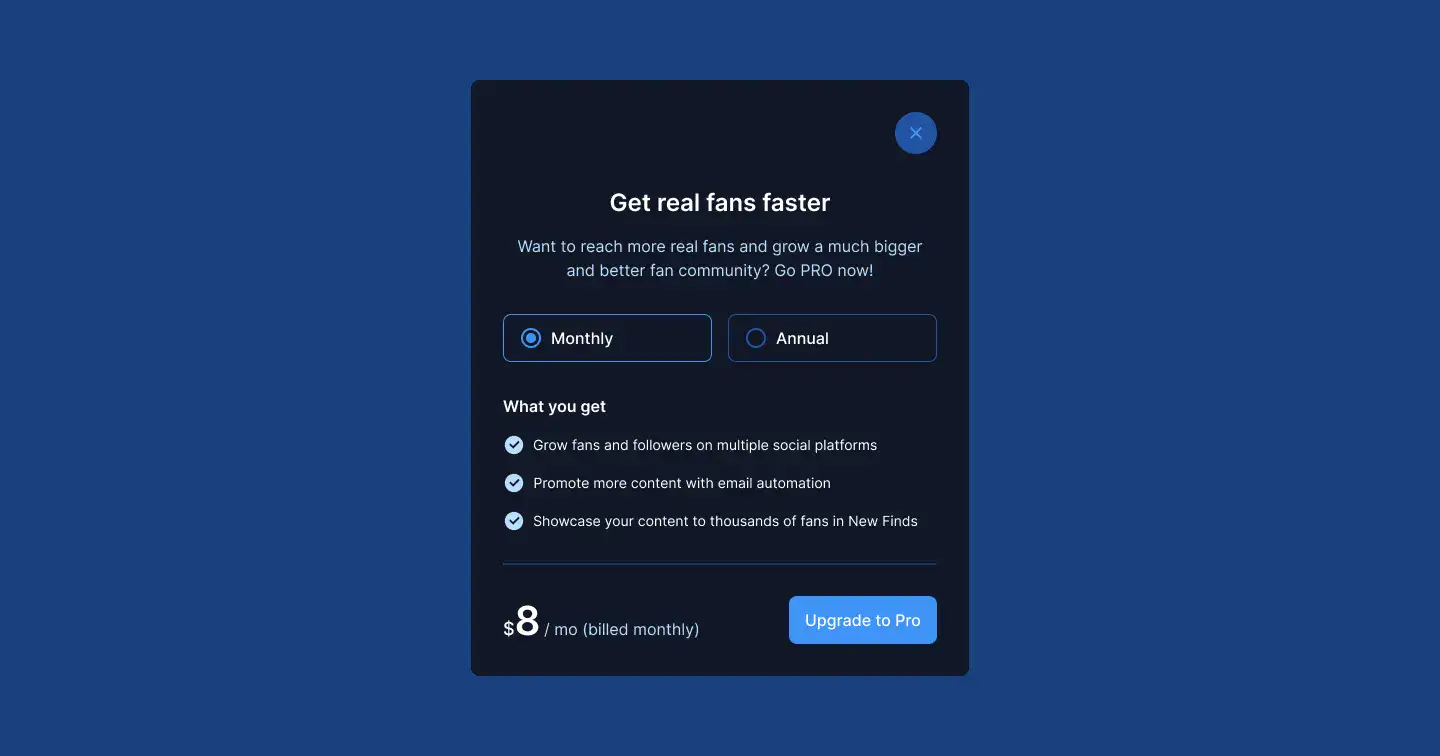 Get real fans faster
Want to reach more real fans and grow a much bigger
and better fan community? Go PRO now!
Monthly
Annual
What you get
Grow fans and followers on multiple social platforms
Promote more content with email automation
Showcase your content to thousands of fans in New Finds
$8 / mo (billed monthly)
Upgrade to Pro